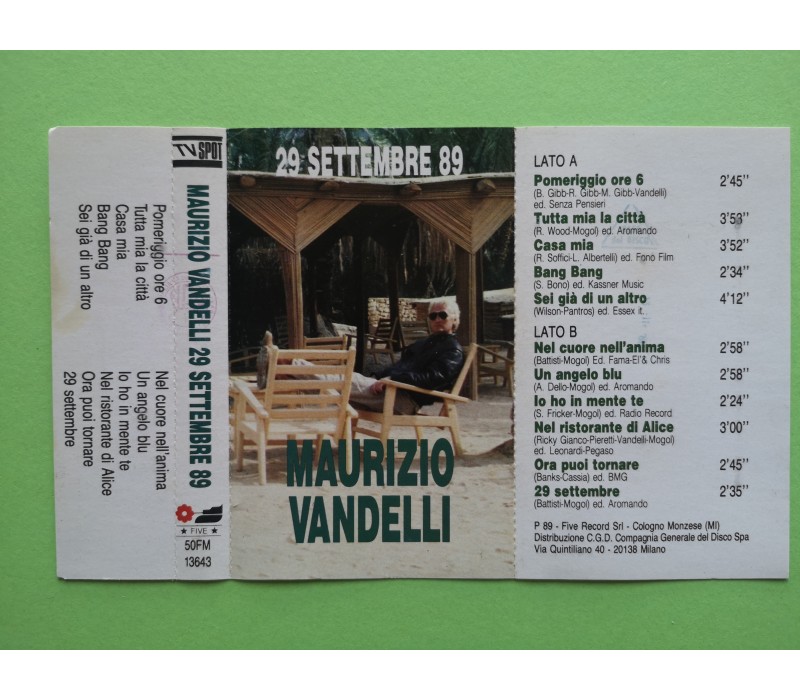 Pomeriggio ore 6
Tutta mia la città
Casa mia
Bang Bang
Sei già di un altro
Nel cuore nell'anima
Un angelo blu
Io ho in mente te
Nel ristorante di Alice
Ora puoi tornare
29 settembre
TV SPOT
MAURIZIO VANDELLI 29 SETTEMBRE 89
★ FIVE ★
50FM
13643
29 SETTEMBRE 89
MAURIZIO
VANDELLI
LATO A
Pomeriggio ore 6 2'45''
(B. Gibb-R. Gibb-M. Gibb-Vandelli)
ed. Senza Pensieri
Tutta mia la città 3'53''
(R. Wood-Mogol) ed. Aromando
Casa mia 3'52''
(R. Soffici-L. Albertelli) ed. Fono Film
Bang Bang 2'34''
(S. Bono) ed. Kassner Music
Sei già di un altro 4'12''
(Wilson-Pantros) ed. Essex it.
LATO B
Nel cuore nell'anima 2'58''
(Battisti-Mogol) Ed. Fama-El'& Chris
Un angelo blu 2'58''
(A. Dello-Mogol) ed. Aromando
Io ho in mente te 2'24''
(S. Fricker-Mogol) ed. Radio Record
Nel ristorante di Alice 3'00''
(Ricky Gianco-Pieretti-Vandelli-Mogol)
ed. Leonardi-Pegaso
Ora puoi tornare 2'45''
(Banks-Cassia) ed. BMG
29 settembre 2'35''
(Battisti-Mogol) ed. Aromando
P 89 - Five Record Srl - Cologno Monzese (MI)
Distribuzione C.G.D. Compagnia Generale del Disco Spa
Via Quintiliano 40 - 20138 Milano